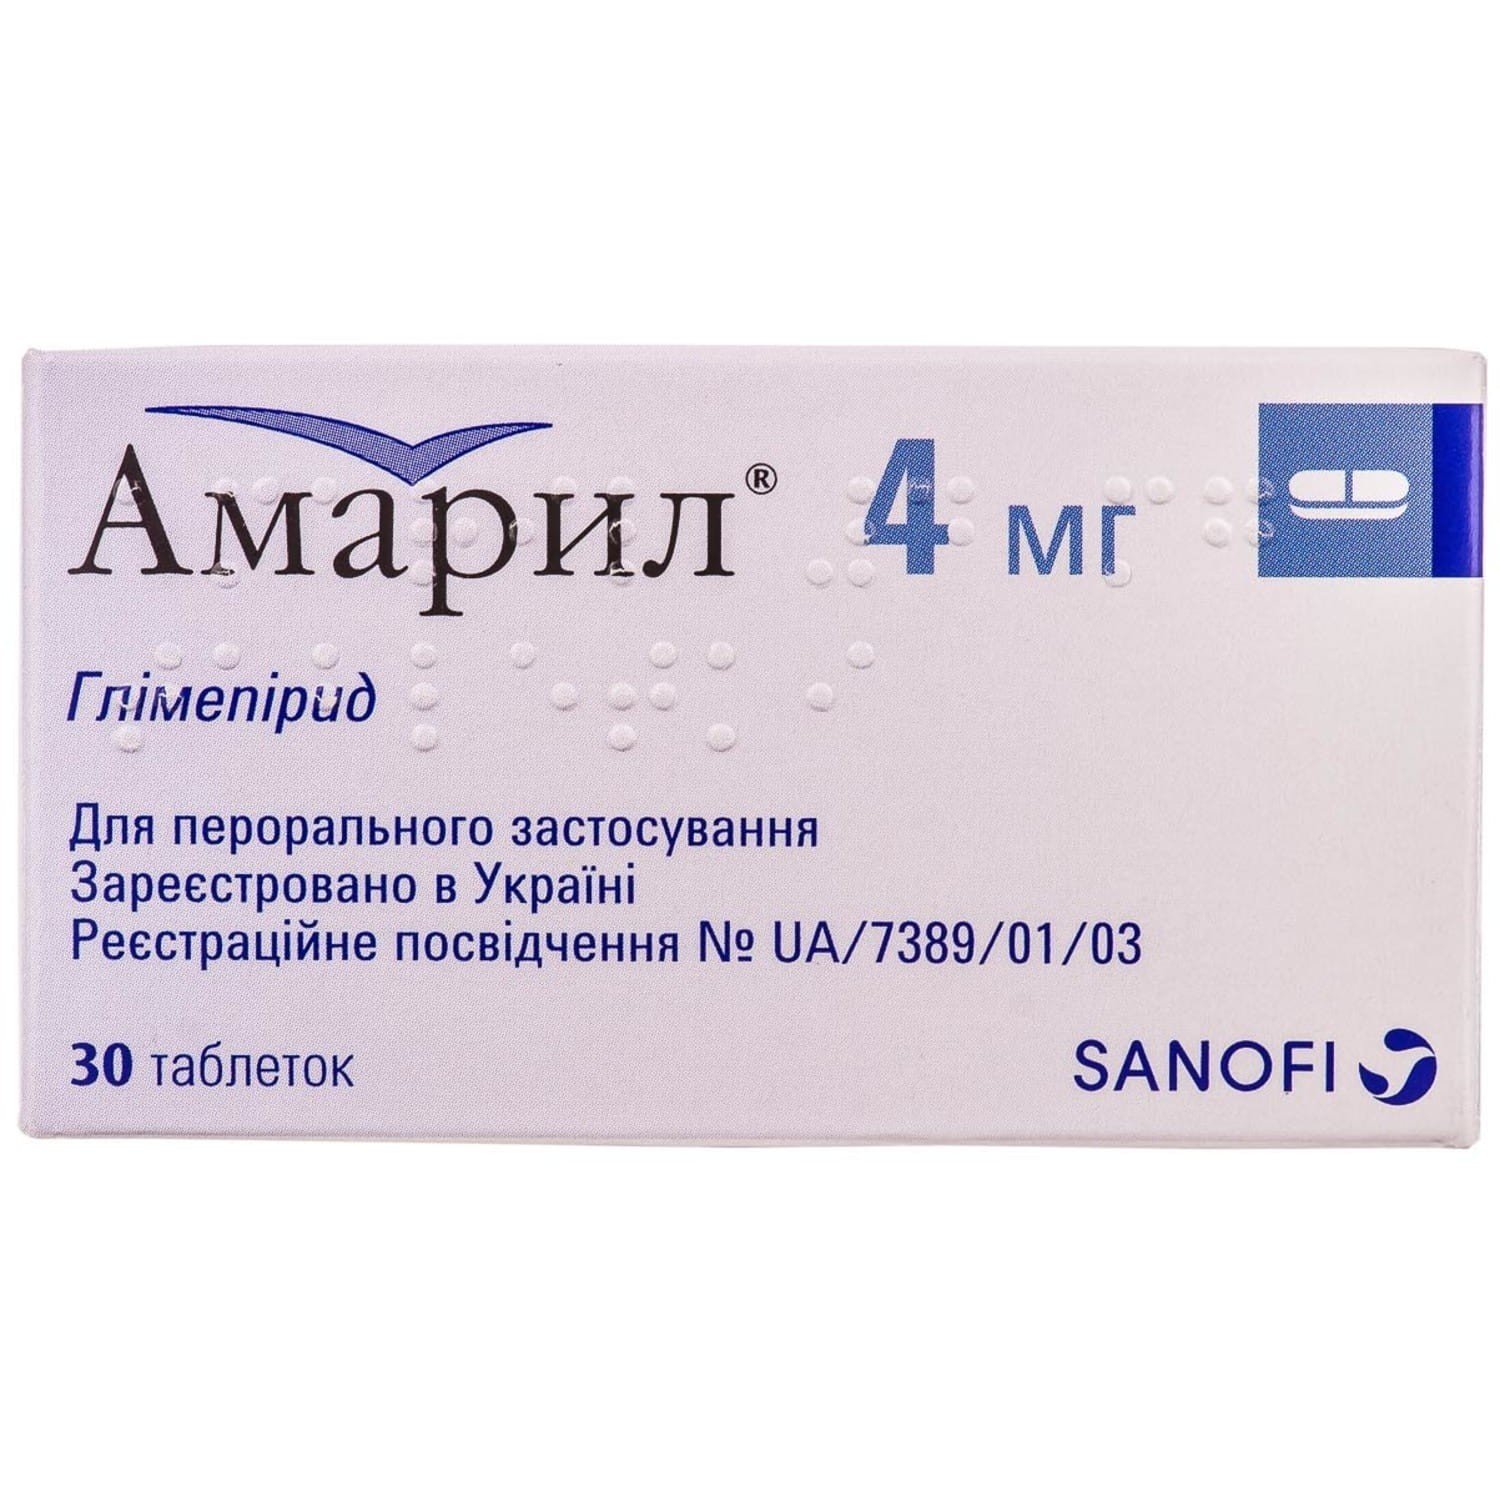 Амарил® 4 мг
Глімепірид
Для перорального застосування
Зареєстровано в Україні
Реєстраційне посвідчення № UA/7389/01/03
30 таблеток
SANOFI